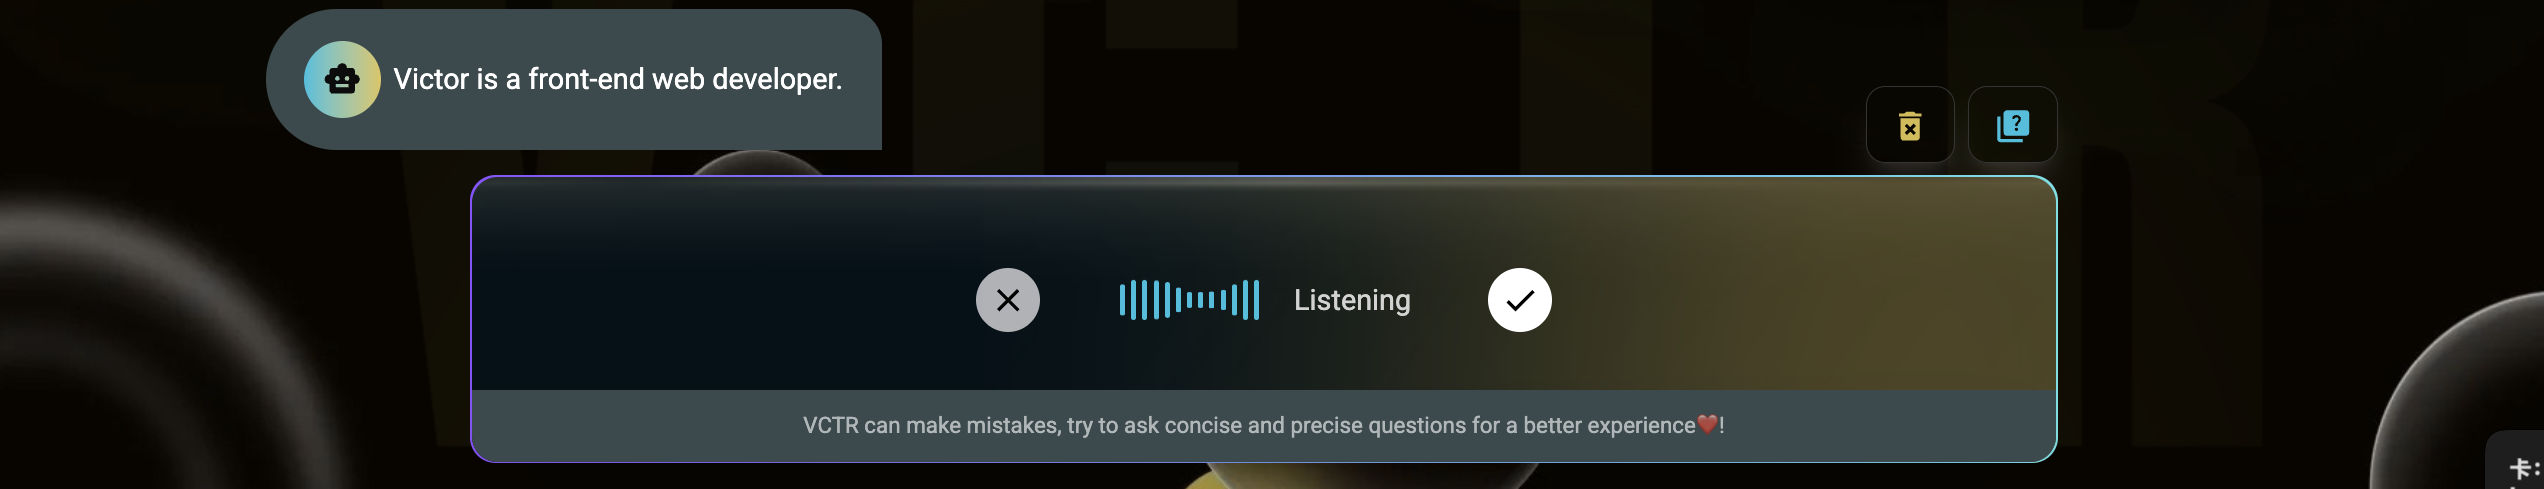 Victor is a front-end web developer.
?
Listening
VCTR can make mistakes, try to ask concise and precise questions for a better experience❤️!
卡: